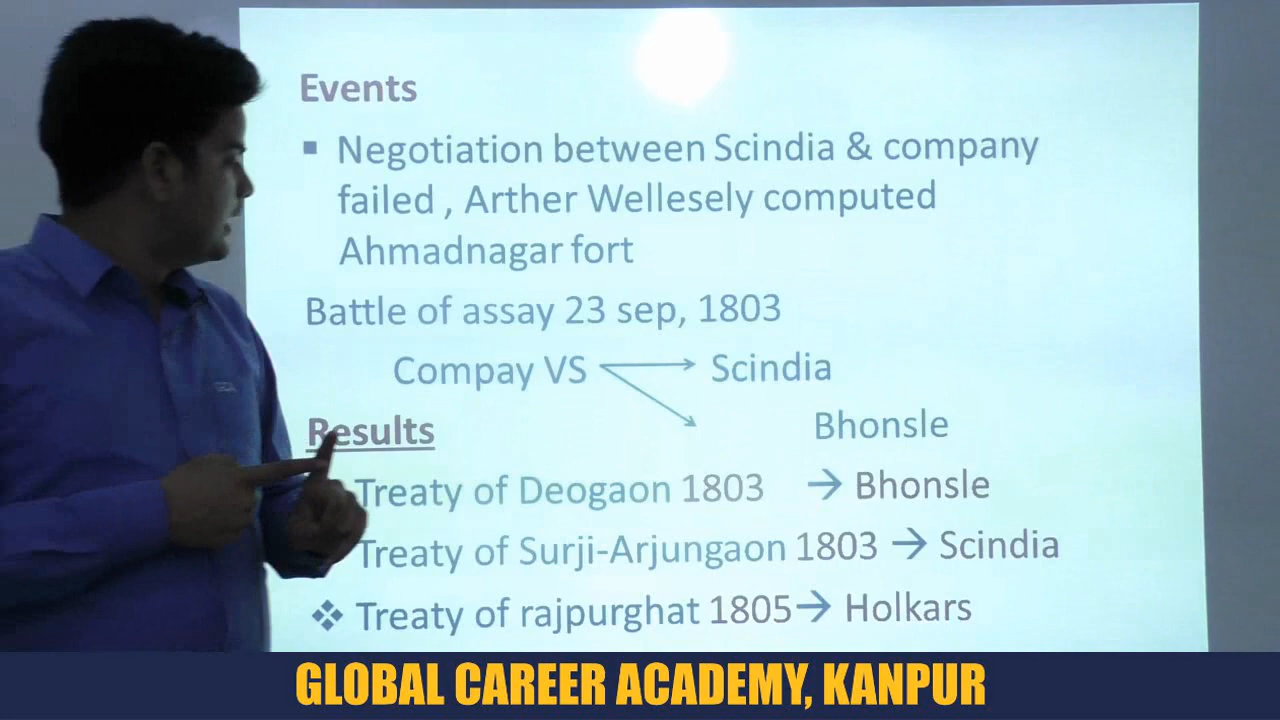 Events
▪ Negotiation between Scindia & company
failed , Arther Wellesely computed
Ahmadnagar fort
Battle of assay 23 sep, 1803
Compay VS → Scindia
Bhonsle
Results
Treaty of Deogaon 1803 → Bhonsle
Treaty of Surji-Arjungaon 1803 → Scindia
❖ Treaty of rajpurghat 1805→ Holkars
GLOBAL CAREER ACADEMY, KANPUR